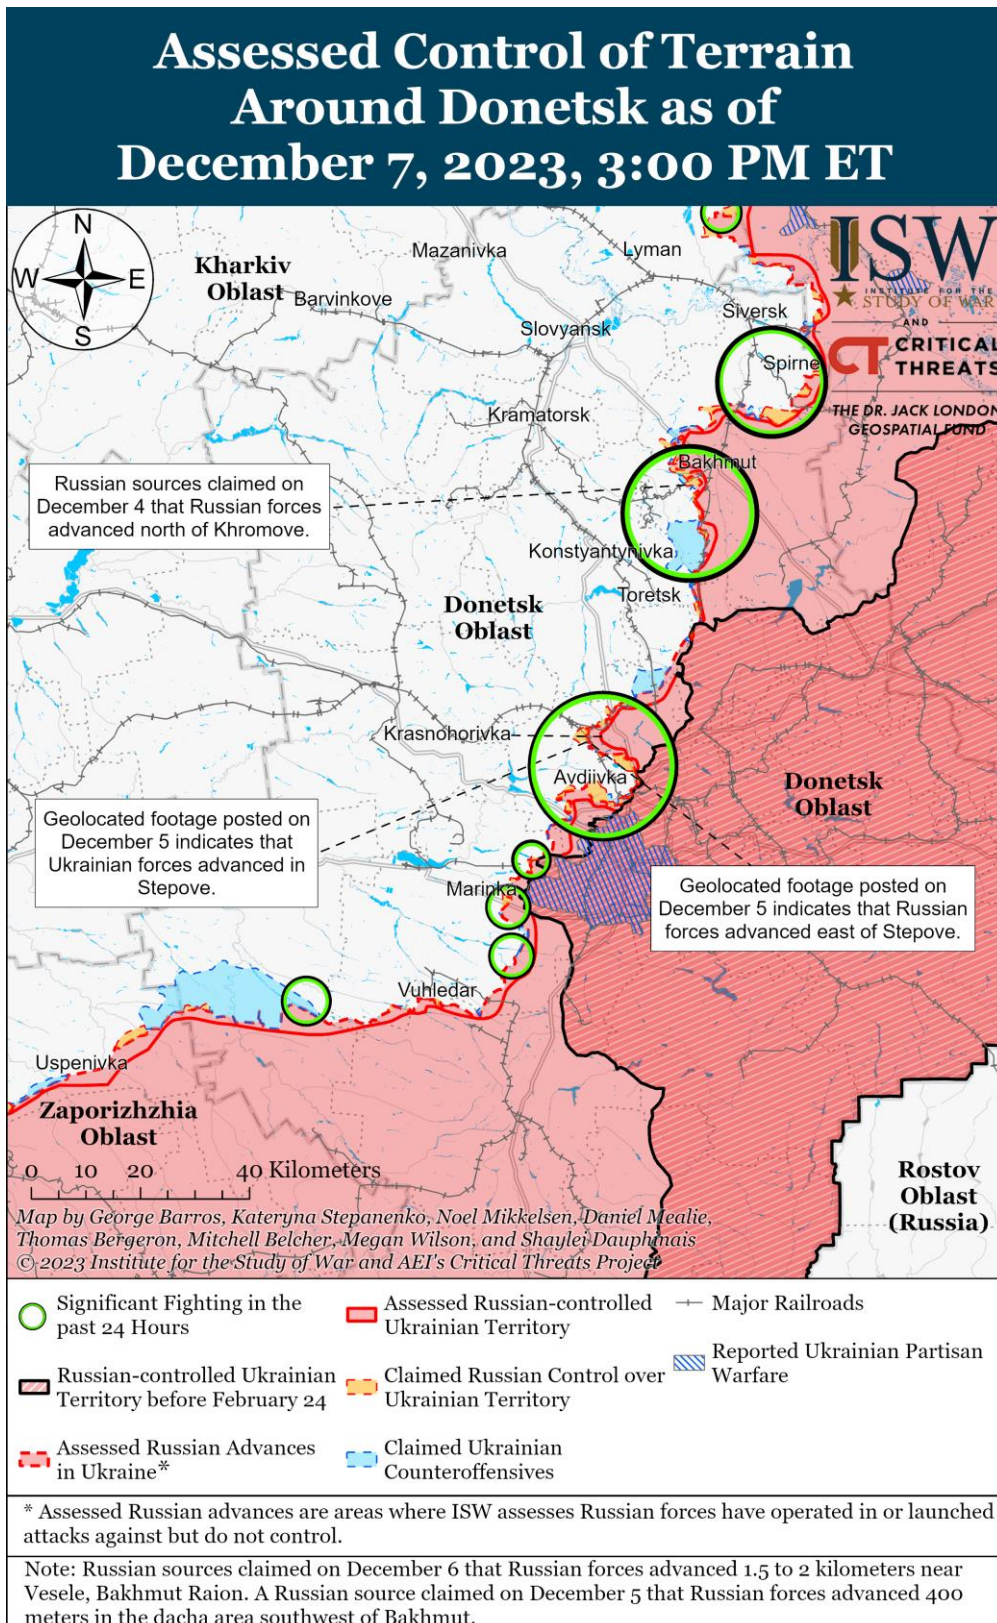 Assessed Control of Terrain
Around Donetsk as of
December 7, 2023, 3:00 PM ET
N
W
E
S
Kharkiv
Oblast
Mazanivka
Lyman
Barvinkove
Slovyansk
Siversk
Spirne
Kramatorsk
ISW
INSTITUTE FOR THE
STUDY OF WAR
AND
CT CRITICAL
THREATS
THE DR. JACK LONDON
GEOSPATIAL FUND
Russian sources claimed on
December 4 that Russian forces
advanced north of Khromove.
Bakhmut
Konstyantynivka
Toretsk
Donetsk
Oblast
Krasnohorivka
Avdiivka
Donetsk
Oblast
Geolocated footage posted on
December 5 indicates that
Ukrainian forces advanced in
Stepove.
Marinka
Geolocated footage posted on
December 5 indicates that Russian
forces advanced east of Stepove.
Vuhledar
Uspenivka
Zaporizhzhia
Oblast
Rostov
Oblast
(Russia)
0 10 20 40 Kilometers
Map by George Barros, Kateryna Stepanenko, Noel Mikkelsen, Daniel Mealie,
Thomas Bergeron, Mitchell Belcher, Megan Wilson, and Shaylei Dauphinais
© 2023 Institute for the Study of War and AEI's Critical Threats Project
Significant Fighting in the
past 24 Hours
Russian-controlled Ukrainian
Territory before February 24
Assessed Russian Advances
in Ukraine*
Assessed Russian-controlled
Ukrainian Territory
Claimed Russian Control over
Ukrainian Territory
Claimed Ukrainian
Counteroffensives
Major Railroads
Reported Ukrainian Partisan
Warfare
* Assessed Russian advances are areas where ISW assesses Russian forces have operated in or launched
attacks against but do not control.
Note: Russian sources claimed on December 6 that Russian forces advanced 1.5 to 2 kilometers near
Vesele, Bakhmut Raion. A Russian source claimed on December 5 that Russian forces advanced 400
meters in the dacha area southwest of Bakhmut.